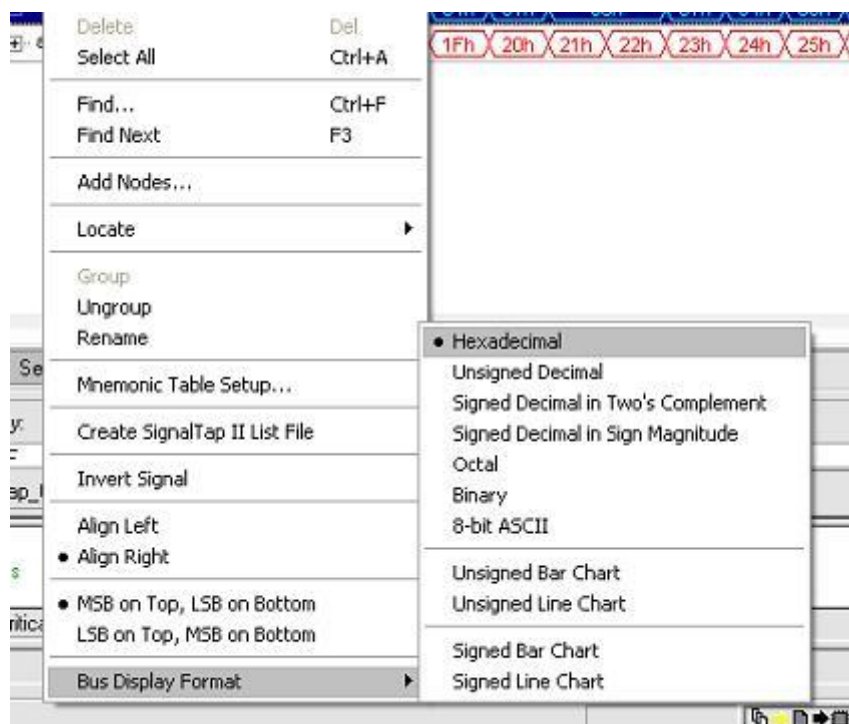 Delete Del
Select All Ctrl+A
1Fh 20h 21h 22h 23h 24h 25h
Find... Ctrl+F
Find Next F3
Add Nodes...
Locate
Group
Ungroup
Rename
Mnemonic Table Setup...
Create SignalTap II List File
Invert Signal
Align Left
Align Right
MSB on Top, LSB on Bottom
LSB on Top, MSB on Bottom
Bus Display Format
Hexadecimal
Unsigned Decimal
Signed Decimal in Two's Complement
Signed Decimal in Sign Magnitude
Octal
Binary
8-bit ASCII
Unsigned Bar Chart
Unsigned Line Chart
Signed Bar Chart
Signed Line Chart